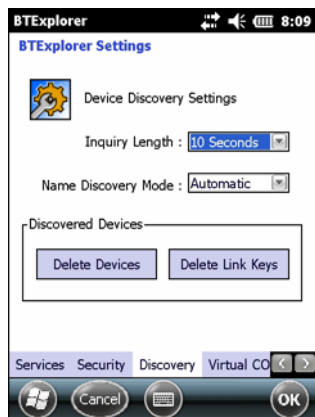 BTExplorer 8:09
BTExplorer Settings
Device Discovery Settings
Inquiry Length : 10 Seconds
Name Discovery Mode : Automatic
Discovered Devices
Delete Devices Delete Link Keys
Services Security Discovery Virtual CO
Cancel OK